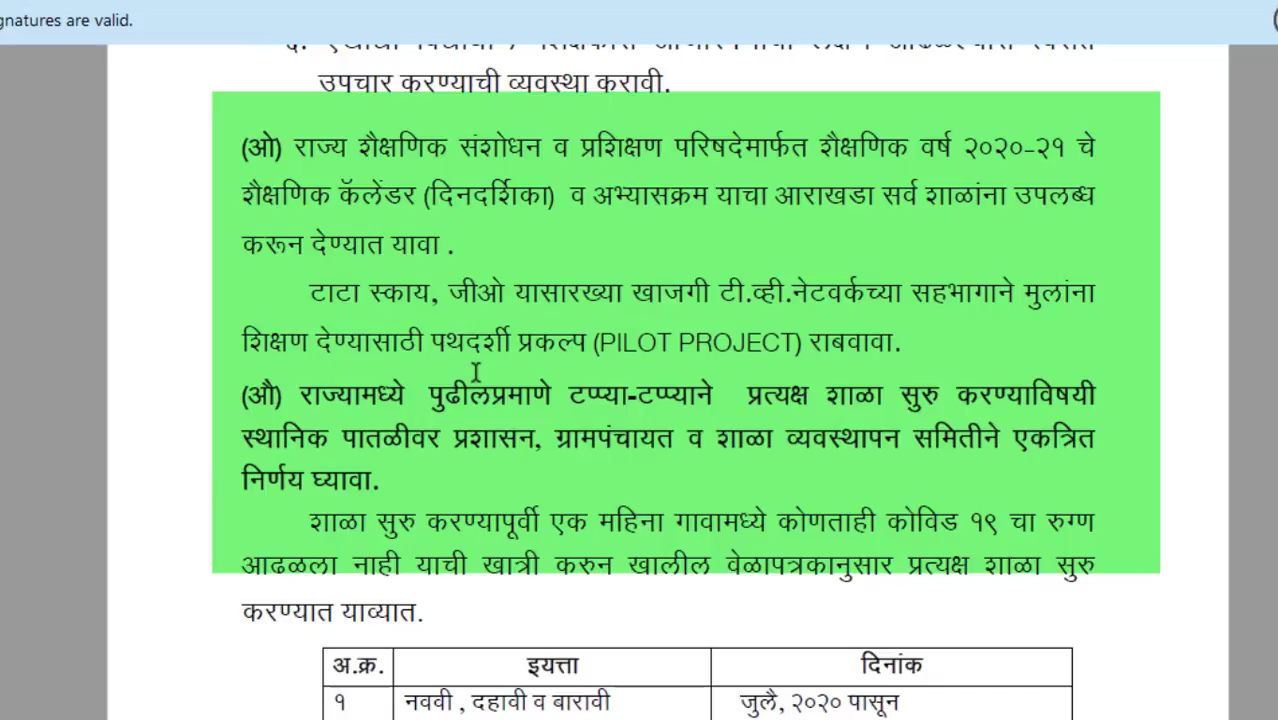 gnatures are valid.
उपचार करण्याची व्यवस्था करावी.
(ओ) राज्य शैक्षणिक संशोधन व प्रशिक्षण परिषदेमार्फत शैक्षणिक वर्ष २०२०-२१ चे
शैक्षणिक कॅलेंडर (दिनदर्शिका) व अभ्यासक्रम याचा आराखडा सर्व शाळांना उपलब्ध
करून देण्यात यावा .
टाटा स्काय, जीओ यासारख्या खाजगी टी.व्ही.नेटवर्कच्या सहभागाने मुलांना
शिक्षण देण्यासाठी पथदर्शी प्रकल्प (PILOT PROJECT) राबवावा.
(औ) राज्यामध्ये पुढीलप्रमाणे टप्प्या-टप्प्याने प्रत्यक्ष शाळा सुरु करण्याविषयी
स्थानिक पातळीवर प्रशासन, ग्रामपंचायत व शाळा व्यवस्थापन समितीने एकत्रित
निर्णय घ्यावा.
शाळा सुरु करण्यापूर्वी एक महिना गावामध्ये कोणताही कोविड १९ चा रुग्ण
आढळला नाही याची खात्री करुन खालील वेळापत्रकानुसार प्रत्यक्ष शाळा सुरु
करण्यात याव्यात.
अ.क्र. इयत्ता दिनांक
१ नववी , दहावी व बारावी जुलै, २०२० पासून